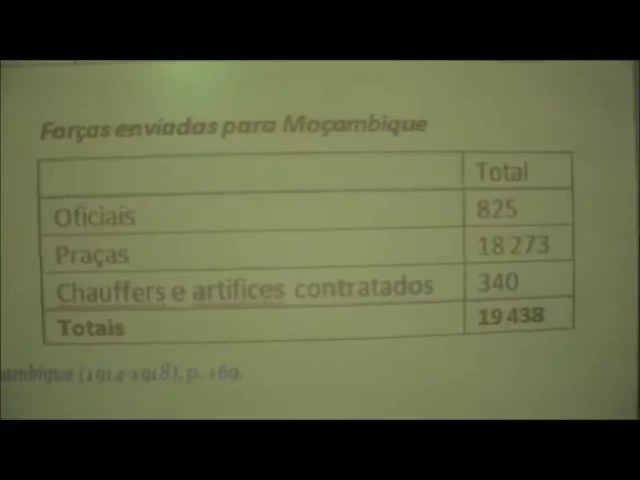 Forças enviadas para Moçambique
Total
Oficiais 825
Praças 18 273
Chauffers e artifices contratados 340
Totais 19 438
ambique (1914-1918), p. 169.